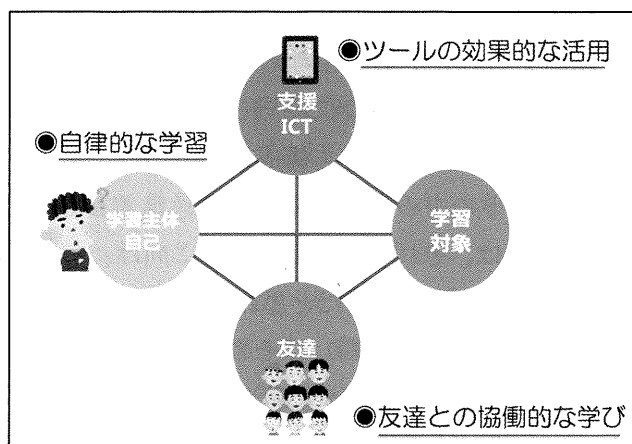 ●ツールの効果的な活用
支援
ICT
●自律的な学習
?
学習主体
自己
学習
対象
友達
●友達との協働的な学び